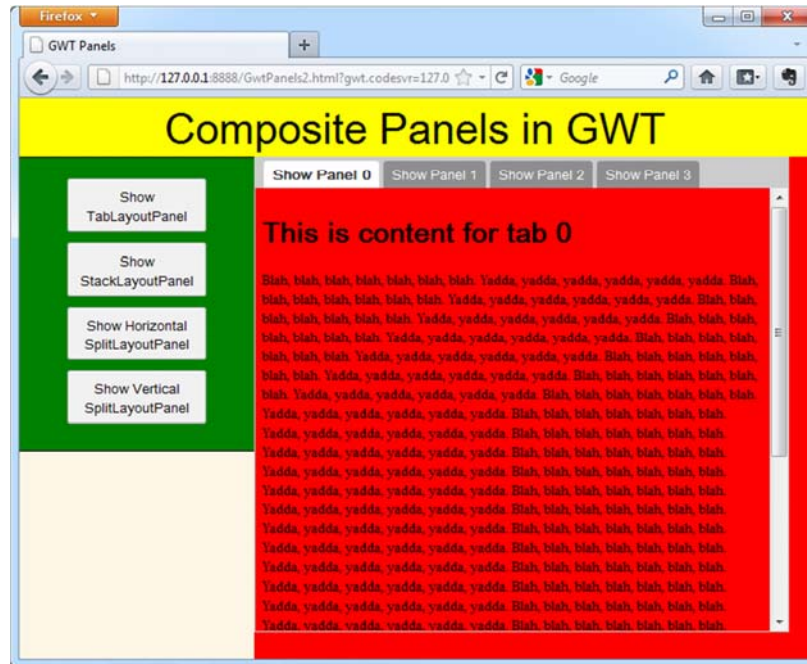 Firefox
GWT Panels
http://127.0.0.1:8888/GwtPanels2.html?gwt.codesvr=127.0
Google
Composite Panels in GWT
Show
TabLayoutPanel
Show
StackLayoutPanel
Show Horizontal
SplitLayoutPanel
Show Vertical
SplitLayoutPanel
Show Panel 0 Show Panel 1 Show Panel 2 Show Panel 3
This is content for tab 0
Blah, blah, blah, blah, blah, blah, blah. Yadda, yadda, yadda, yadda, yadda, yadda. Blah,
blah, blah, blah, blah, blah, blah. Yadda, yadda, yadda, yadda, yadda, yadda. Blah, blah,
blah, blah, blah, blah, blah. Yadda, yadda, yadda, yadda, yadda, yadda. Blah, blah, blah,
blah, blah, blah, blah. Yadda, yadda, yadda, yadda, yadda, yadda. Blah, blah, blah, blah,
blah, blah, blah. Yadda, yadda, yadda, yadda, yadda, yadda. Blah, blah, blah, blah, blah,
blah, blah. Yadda, yadda, yadda, yadda, yadda, yadda. Blah, blah, blah, blah, blah, blah,
blah. Yadda, yadda, yadda, yadda, yadda, yadda. Blah, blah, blah, blah, blah, blah, blah.
Yadda, yadda, yadda, yadda, yadda, yadda. Blah, blah, blah, blah, blah, blah, blah.
Yadda, yadda, yadda, yadda, yadda, yadda. Blah, blah, blah, blah, blah, blah, blah.
Yadda, yadda, yadda, yadda, yadda, yadda. Blah, blah, blah, blah, blah, blah, blah.
Yadda, yadda, yadda, yadda, yadda, yadda. Blah, blah, blah, blah, blah, blah, blah.
Yadda, yadda, yadda, yadda, yadda, yadda. Blah, blah, blah, blah, blah, blah, blah.
Yadda, yadda, yadda, yadda, yadda, yadda. Blah, blah, blah, blah, blah, blah, blah.
Yadda, yadda, yadda, yadda, yadda, yadda. Blah, blah, blah, blah, blah, blah, blah.
Yadda, yadda, yadda, yadda, yadda, yadda. Blah, blah, blah, blah, blah, blah, blah.
Yadda, yadda, yadda, yadda, yadda, yadda. Blah, blah, blah, blah, blah, blah, blah.
Yadda, yadda, yadda, yadda, yadda, yadda. Blah, blah, blah, blah, blah, blah, blah.
Yadda, yadda, yadda, yadda, yadda, yadda. Blah, blah, blah, blah, blah, blah, blah.
Yadda, yadda, yadda, yadda, yadda, yadda. Blah, blah, blah, blah, blah, blah, blah.